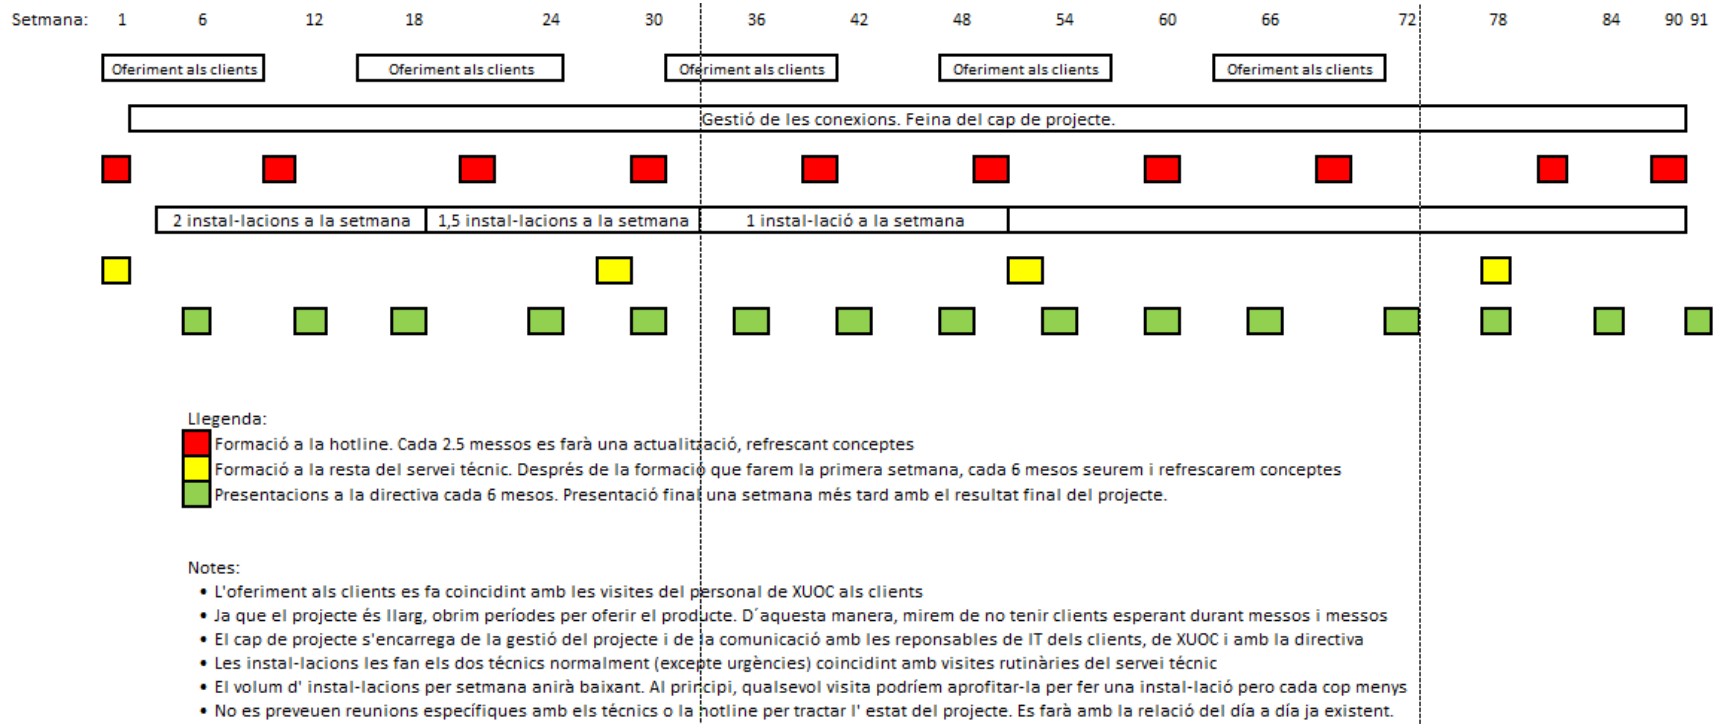 Setmana: 1 6 12 18 24 30 36 42 48 54 60 66 72 78 84 90 91
Oferiment als clients Oferiment als clients Oferiment als clients Oferiment als clients Oferiment als clients
Gestió de les conexions. Feina del cap de projecte.
2 instal-lacions a la setmana 1,5 instal-lacions a la setmana 1 instal-lació a la setmana
Llegenda:
Formació a la hotline. Cada 2.5 messos es farà una actualització, refrescant conceptes
Formació a la resta del servei técnic. Després de la formació que farem la primera setmana, cada 6 mesos seurem i refrescarem conceptes
Presentacions a la directiva cada 6 mesos. Presentació final una setmana més tard amb el resultat final del projecte.
Notes:
• L'oferiment als clients es fa coincidint amb les visites del personal de XUOC als clients
• Ja que el projecte és llarg, obrim períodes per oferir el producte. D´aquesta manera, mirem de no tenir clients esperant durant messos i messos
• El cap de projecte s'encarrega de la gestió del projecte i de la comunicació amb les reponsables de IT dels clients, de XUOC i amb la directiva
• Les instal-lacions les fan els dos técnics normalment (excepte urgències) coincidint amb visites rutinàries del servei técnic
• El volum d' instal-lacions per setmana anirà baixant. Al principi, qualsevol visita podríem aprofitar-la per fer una instal-lació pero cada cop menys
• No es preveuen reunions específiques amb els técnics o la hotline per tractar l' estat del projecte. Es farà amb la relació del día a día ja existent.